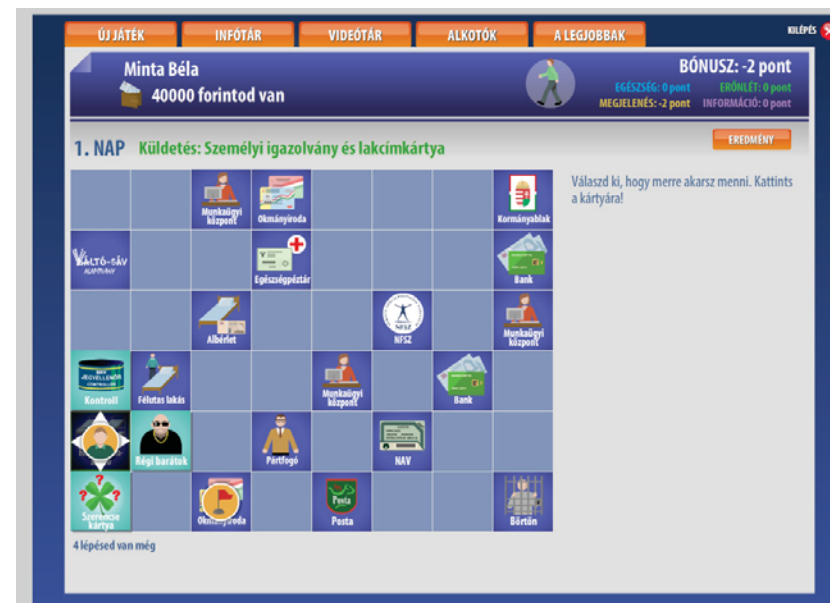 ÚJ JÁTÉK
INFÓTÁR
VIDEÓTÁR
ALKOTÓK
A LEGJOBBAK
KILÉPÉS
Minta Béla
40000 forintod van
BÓNUSZ: -2 pont
EGÉSZSÉG: 0 pont
ERŐNLÉT: 0 pont
MEGJELENÉS: -2 pont
INFORMÁCIÓ: 0 pont
1. NAP
Küldetés: Személyi igazolvány és lakcímkártya
EREDMÉNY
Válaszd ki, hogy merre akarsz menni. Kattints
a kártyára!
Munkaügyi
központ
Okmányiroda
Kormányablak
VÁLTÓ-SÁV
ALAPÍTVÁNY
Egészségpéztár
Bank
Albérlet
NFSZ
NFSZ
Munkaügyi
központ
JEGYELLENŐR
Kontroll
Félutas lakás
Munkaügyi
központ
Bank
Régi barátok
Pártfogó
NAV
? ? ?
Szerencse
kártya
Posta
Posta
Börtön
4 lépésed van még